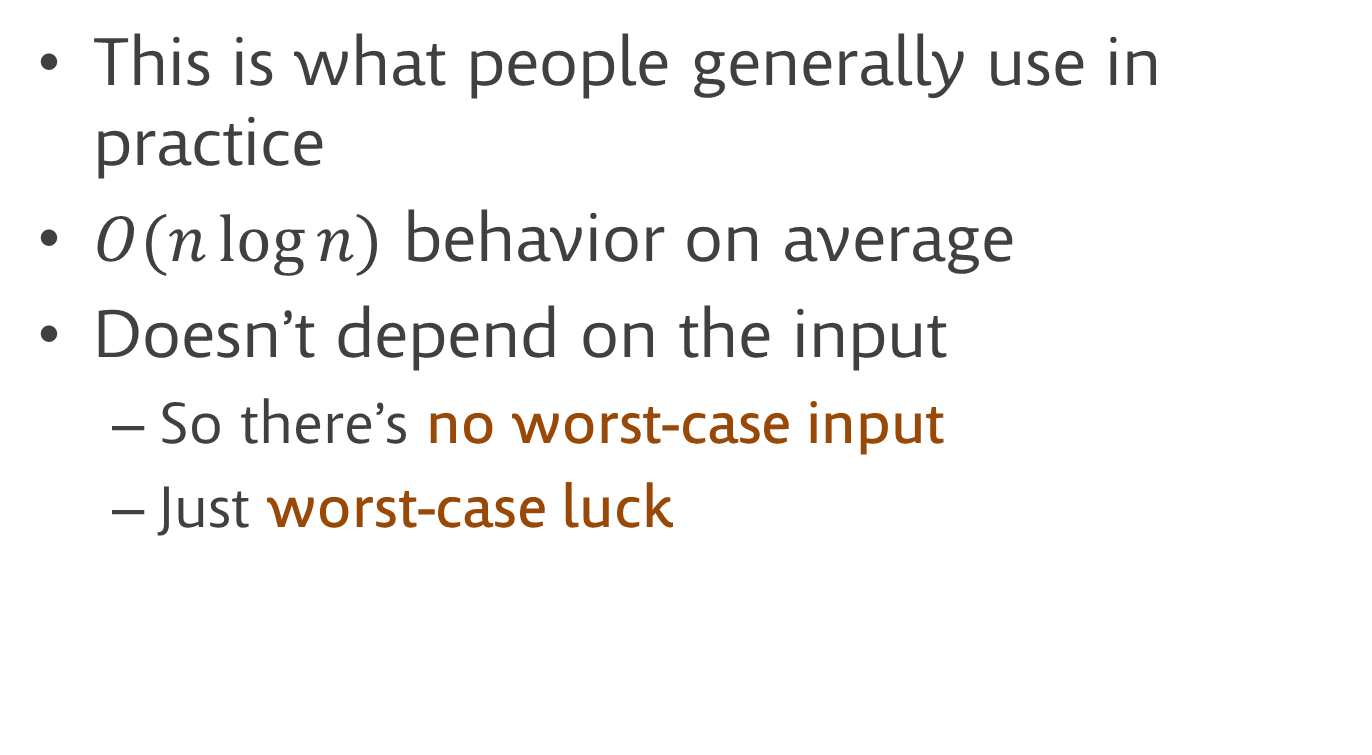 • This is what people generally use in
practice
• O(n log n) behavior on average
• Doesn’t depend on the input
– So there’s no worst-case input
– Just worst-case luck